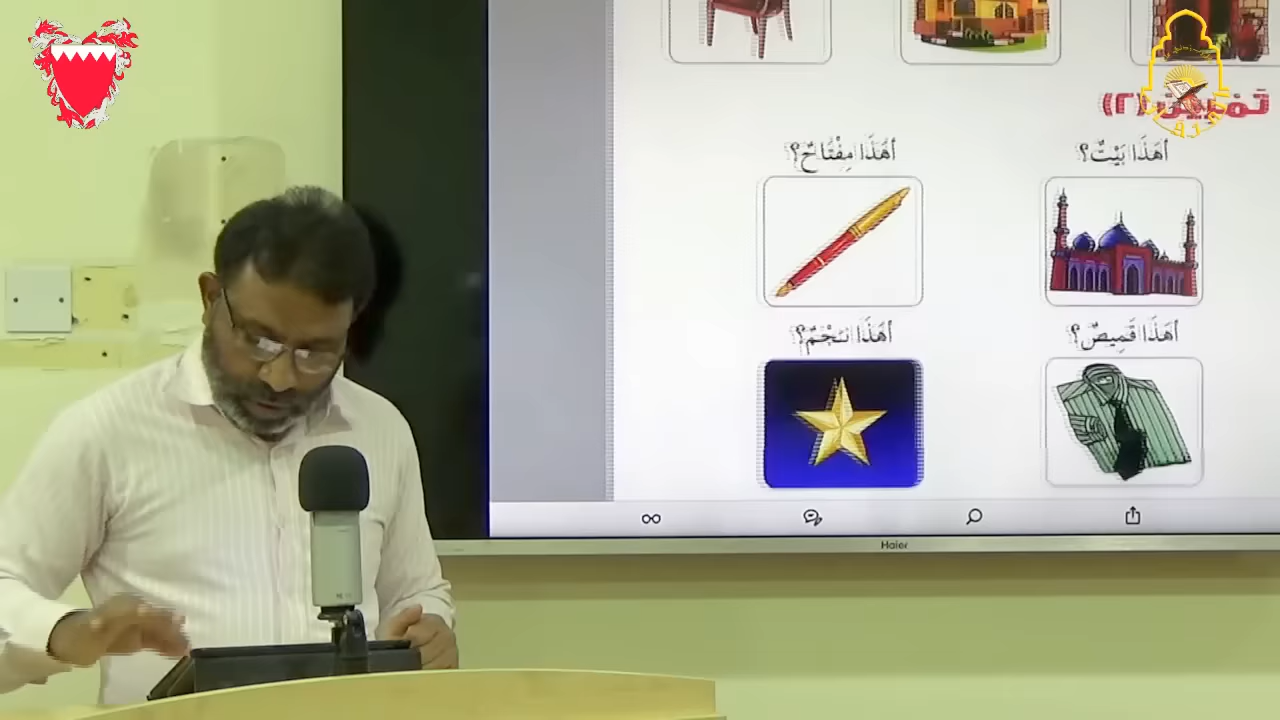 تمرين (٢)
أَهَذَا بَيْتٌ؟
أَهَذَا مِفْتَاحٌ؟
أَهَذَا قَمِيصٌ؟
أَهَذَا نَجْمٌ؟
Haier